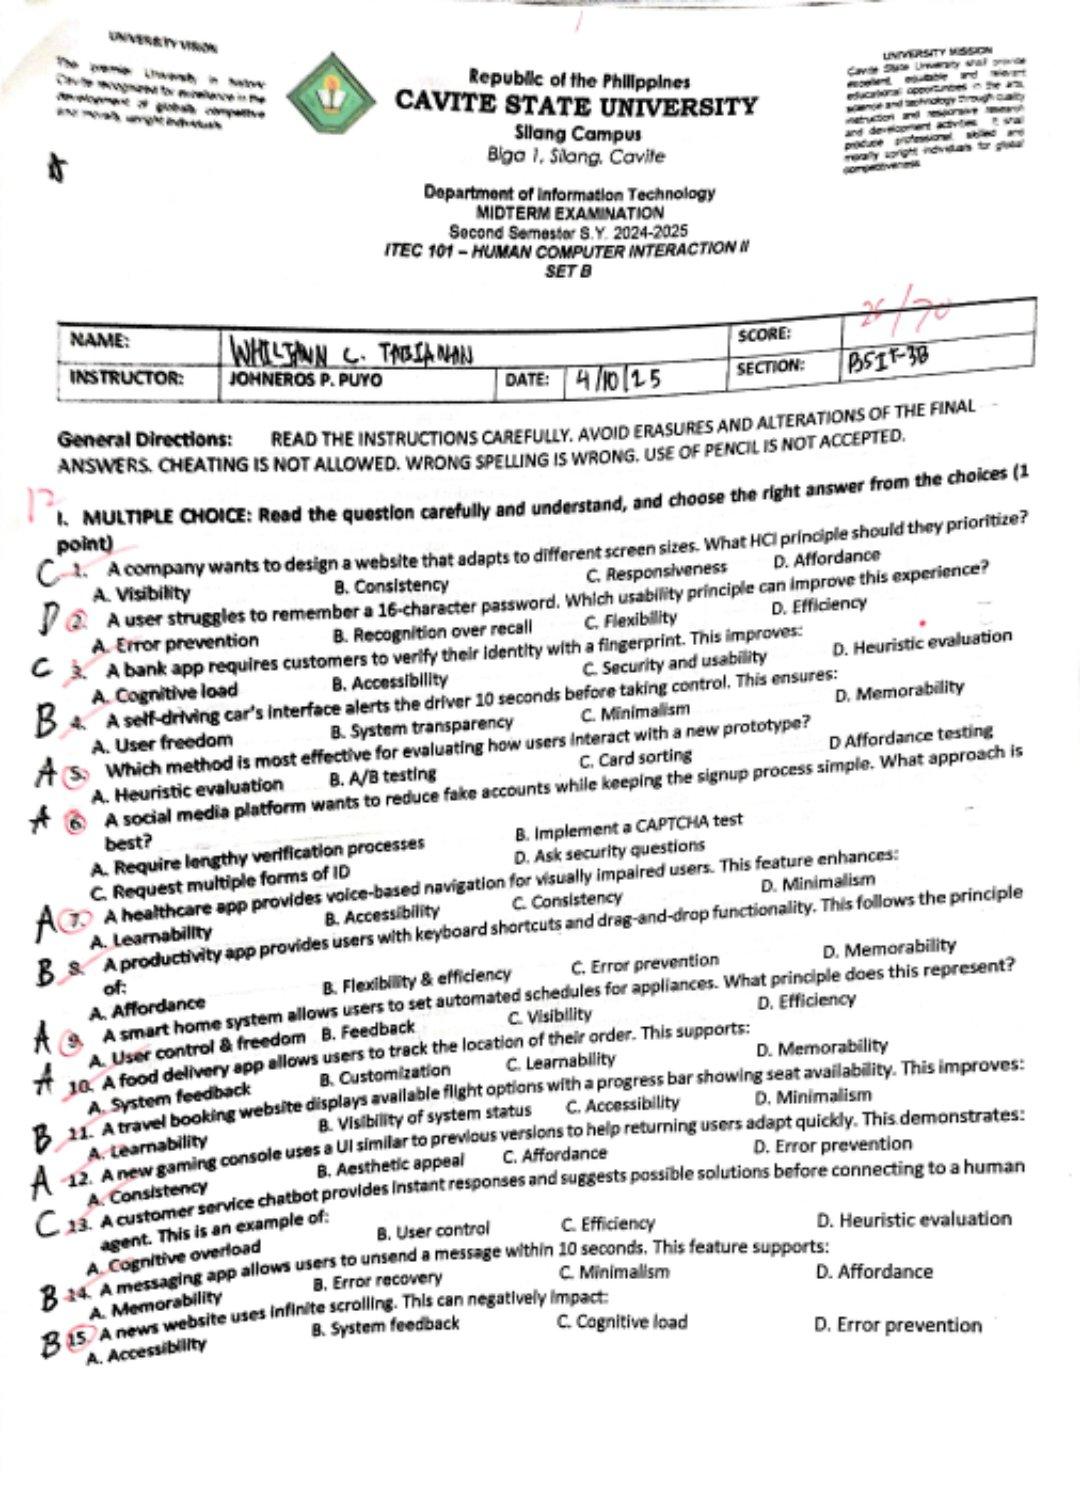 UNIVERSITY VISION
The premier University in historic
Cavite recognized for excellence in the
development of globally competitive
and morally upright individuals
Republic of the Philippines
CAVITE STATE UNIVERSITY
Silang Campus
Biga 1, Silang, Cavite
UNIVERSITY MISSION
Cavite State University shall provide
excellent, equitable and relevant
educational opportunities in the arts,
science and technology through quality
instruction and responsive research
and development activities. It shall
produce professional, skilled and
morally upright individuals for global
competitiveness.
Department of Information Technology
MIDTERM EXAMINATION
Second Semester S.Y. 2024-2025
ITEC 101 – HUMAN COMPUTER INTERACTION II
SET B
NAME: WHILJANN C. TABIANAN SCORE: /70
INSTRUCTOR: JOHNEROS P. PUYO DATE: 4/10/25 SECTION: BSIT-3B
General Directions: READ THE INSTRUCTIONS CAREFULLY. AVOID ERASURES AND ALTERATIONS OF THE FINAL
ANSWERS. CHEATING IS NOT ALLOWED. WRONG SPELLING IS WRONG. USE OF PENCIL IS NOT ACCEPTED.
I. MULTIPLE CHOICE: Read the question carefully and understand, and choose the right answer from the choices (1
point)
C 1. A company wants to design a website that adapts to different screen sizes. What HCI principle should they prioritize?
A. Visibility B. Consistency C. Responsiveness D. Affordance
D 2. A user struggles to remember a 16-character password. Which usability principle can improve this experience?
A. Error prevention B. Recognition over recall C. Flexibility D. Efficiency
C 3. A bank app requires customers to verify their identity with a fingerprint. This improves:
A. Cognitive load B. Accessibility C. Security and usability D. Heuristic evaluation
B 4. A self-driving car's interface alerts the driver 10 seconds before taking control. This ensures:
A. User freedom B. System transparency C. Minimalism D. Memorability
A 5. Which method is most effective for evaluating how users interact with a new prototype?
A. Heuristic evaluation B. A/B testing C. Card sorting D Affordance testing
A 6. A social media platform wants to reduce fake accounts while keeping the signup process simple. What approach is
best?
A. Require lengthy verification processes B. Implement a CAPTCHA test
C. Request multiple forms of ID D. Ask security questions
A 7. A healthcare app provides voice-based navigation for visually impaired users. This feature enhances:
A. Learnability B. Accessibility C. Consistency D. Minimalism
B 8. A productivity app provides users with keyboard shortcuts and drag-and-drop functionality. This follows the principle
of:
A. Affordance B. Flexibility & efficiency C. Error prevention D. Memorability
A 9. A smart home system allows users to set automated schedules for appliances. What principle does this represent?
A. User control & freedom B. Feedback C. Visibility D. Efficiency
A 10. A food delivery app allows users to track the location of their order. This supports:
A. System feedback B. Customization C. Learnability D. Memorability
B 11. A travel booking website displays available flight options with a progress bar showing seat availability. This improves:
A. Learnability B. Visibility of system status C. Accessibility D. Minimalism
A 12. A new gaming console uses a UI similar to previous versions to help returning users adapt quickly. This demonstrates:
A. Consistency B. Aesthetic appeal C. Affordance D. Error prevention
C 13. A customer service chatbot provides instant responses and suggests possible solutions before connecting to a human
agent. This is an example of:
A. Cognitive overload B. User control C. Efficiency D. Heuristic evaluation
B 14. A messaging app allows users to unsend a message within 10 seconds. This feature supports:
A. Memorability B. Error recovery C. Minimalism D. Affordance
B 15. A news website uses infinite scrolling. This can negatively impact:
A. Accessibility B. System feedback C. Cognitive load D. Error prevention